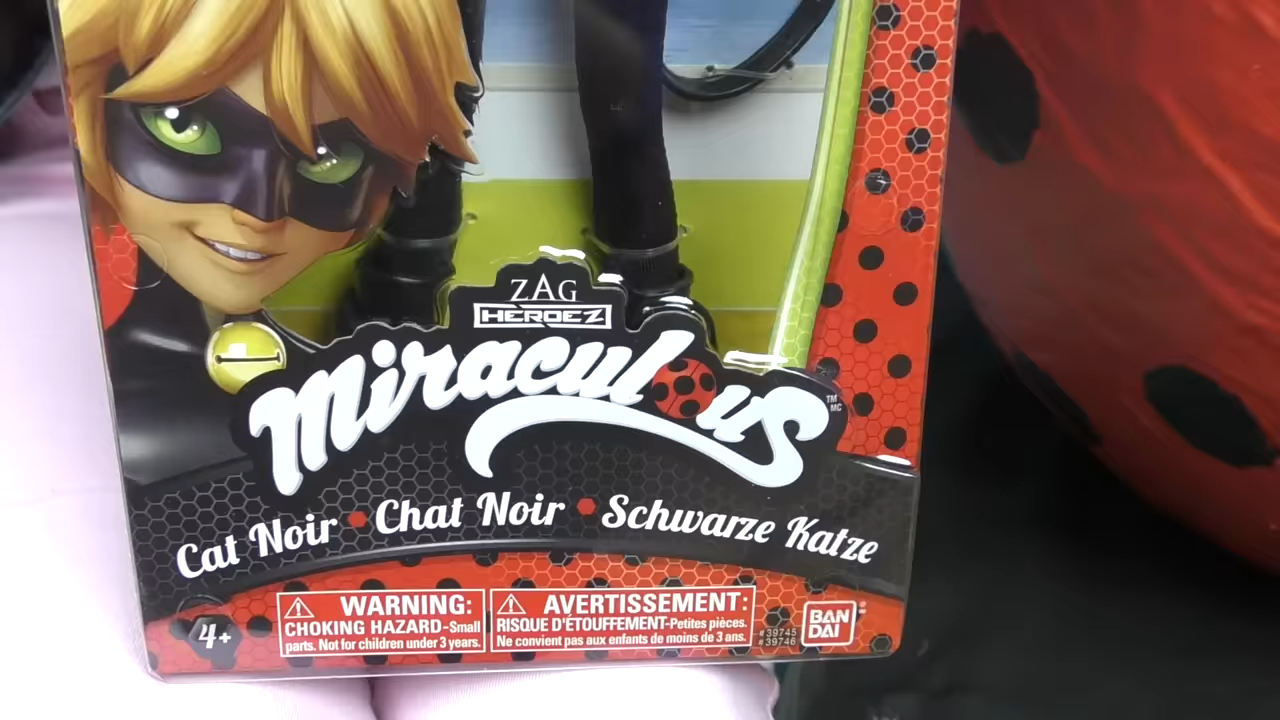 ZAG
HEROEZ
Miraculous
TM
MC
Cat Noir • Chat Noir • Schwarze Katze
4+
WARNING:
CHOKING HAZARD-Small
parts. Not for children under 3 years.
AVERTISSEMENT:
RISQUE D'ÉTOUFFEMENT-Petites pièces.
Ne convient pas aux enfants de moins de 3 ans.
#39745
#39746
BAN
DAI